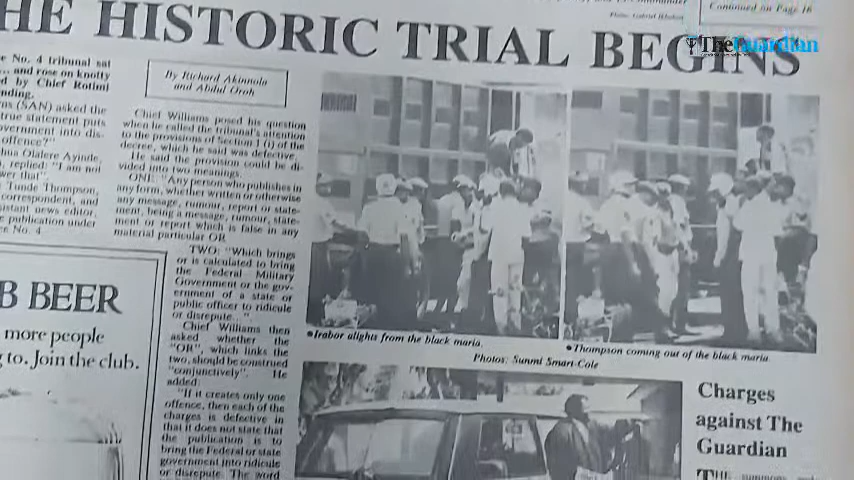 Continued on Page 16
The Guardian
THE HISTORIC TRIAL BEGINS
No. 4 tribunal sat
and rose on knotty
by Chief Rotimi
(SAN) asked the
true statement puts
offence?"
Olalere Ayinde,
replied: "I am not
Tunde Thompson,
correspondent, and
news editor,
publication under
No. 4
By Richard Akinnola
and Abdul Oroh
Chief Williams posed his question
when he called the tribunal's attention
to the provisions of Section 1 (i) of the
decree, which he said was defective.
He said the provision could be di-
vided into two meanings.
ONE: "Any person who publishes in
any form, whether written or otherwise
any message, rumour, report or state-
ment, being a message, rumour, state-
ment or report which is false in any
material particular OR
TWO: "Which brings
or is calculated to bring
the Federal Military
Government or the gov-
ernment of a state or
public officer to ridicule
or disrepute..."
Chief Williams then
asked whether the
"OR", which links the
two, should be construed
"conjunctively". He
added:
"If it creates only one
offence, then each of the
charges is defective in
that it does not state that
the publication is to
bring the Federal or state
government into ridicule
or disrepute. The word
B BEER
more people
to. Join the club.
•Irabor alights from the black maria.
•Thompson coming out of the black maria.
Photos: Sunmi Smart-Cole
Charges
against The
Guardian
THE summons and